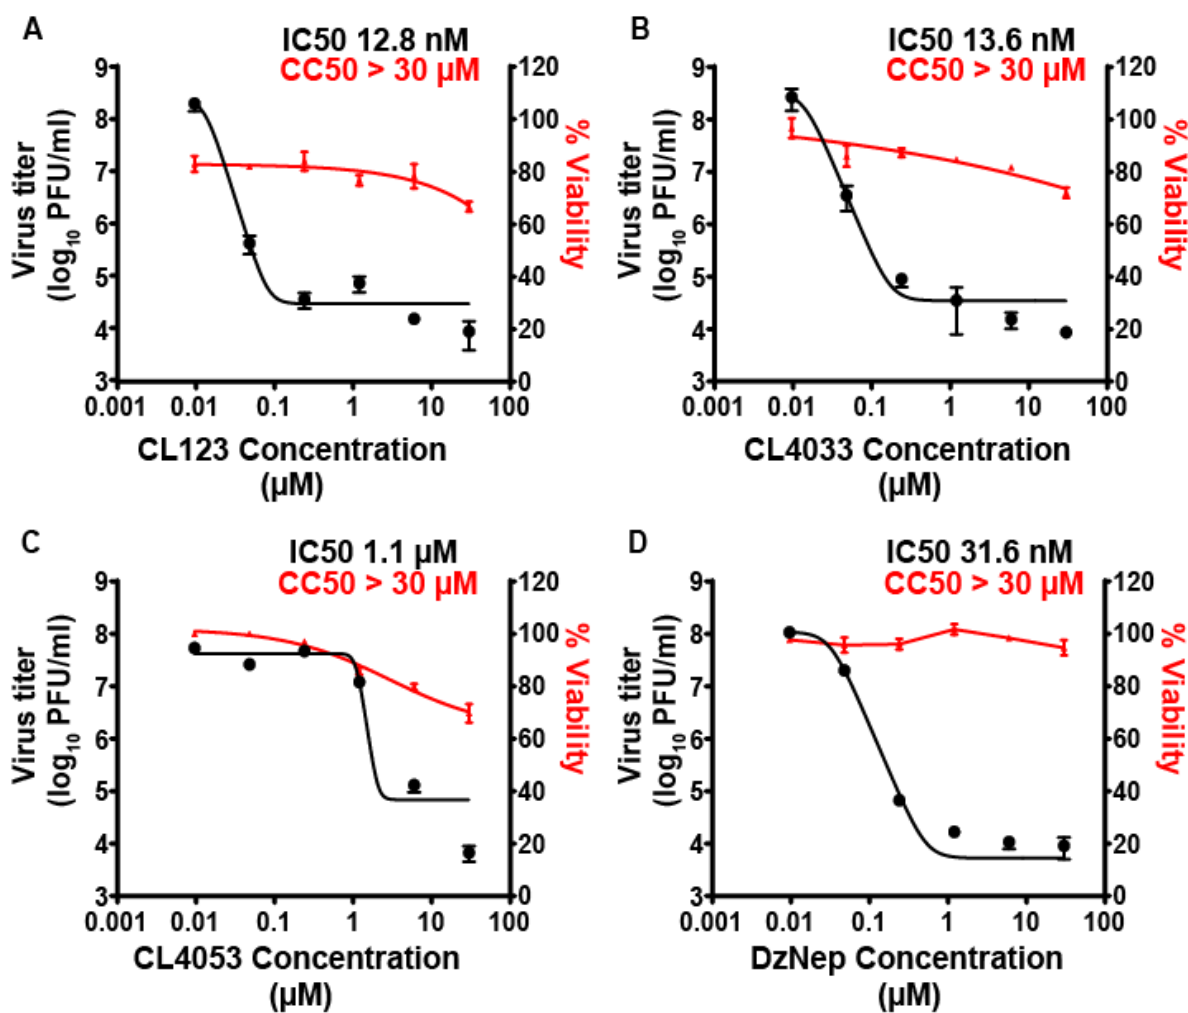 A
IC50 12.8 nM
CC50 > 30 µM
Virus titer
(log10 PFU/ml)
9
8
7
6
5
4
3
120
100
80
60
40
20
0
% Viability
0.001 0.01 0.1 1 10 100
CL123 Concentration
(µM)
B
IC50 13.6 nM
CC50 > 30 µM
Virus titer
(log10 PFU/ml)
9
8
7
6
5
4
3
120
100
80
60
40
20
0
% Viability
0.001 0.01 0.1 1 10 100
CL4033 Concentration
(µM)
C
IC50 1.1 µM
CC50 > 30 µM
Virus titer
(log10 PFU/ml)
9
8
7
6
5
4
3
120
100
80
60
40
20
0
% Viability
0.001 0.01 0.1 1 10 100
CL4053 Concentration
(µM)
D
IC50 31.6 nM
CC50 > 30 µM
Virus titer
(log10 PFU/ml)
9
8
7
6
5
4
3
120
100
80
60
40
20
0
% Viability
0.001 0.01 0.1 1 10 100
DzNep Concentration
(µM)